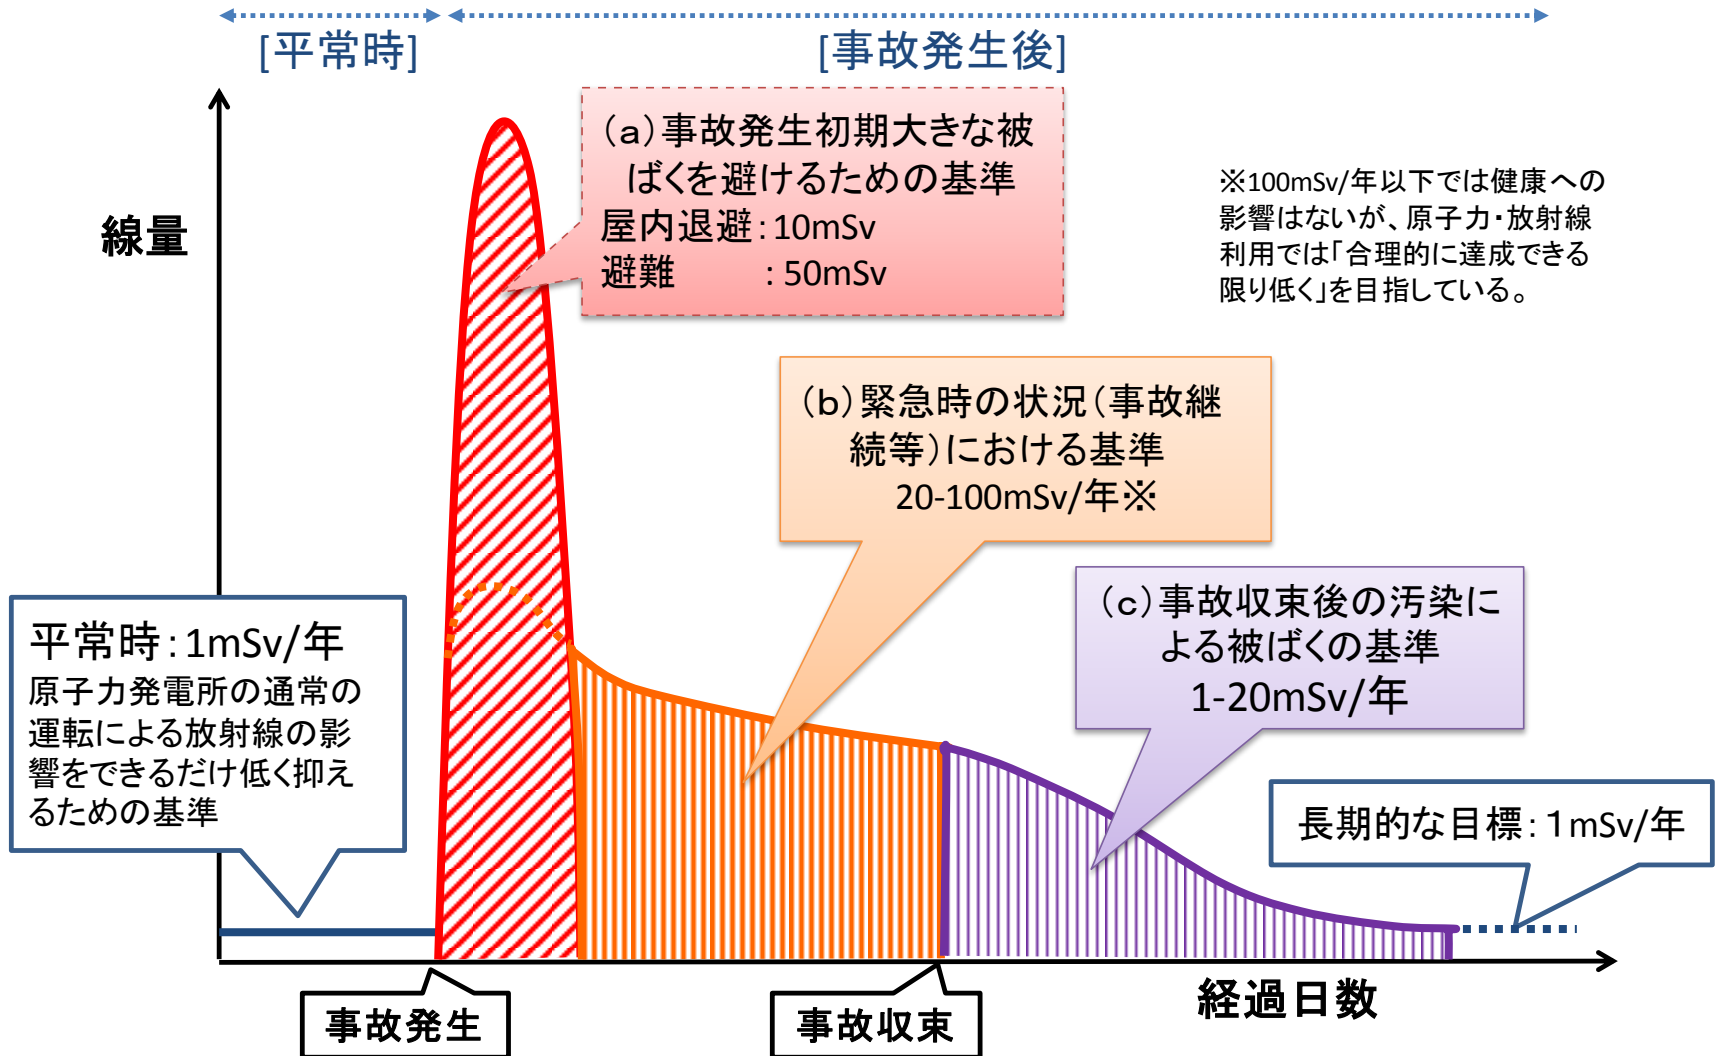 [平常時]
[事故発生後]
線量
(a)事故発生初期大きな被
ばくを避けるための基準
屋内退避:10mSv
避難 : 50mSv
※100mSv/年以下では健康への
影響はないが、原子力・放射線
利用では「合理的に達成できる
限り低く」を目指している。
(b)緊急時の状況(事故継
続等)における基準
20-100mSv/年※
(c)事故収束後の汚染に
よる被ばくの基準
1-20mSv/年
平常時:1mSv/年
原子力発電所の通常の
運転による放射線の影
響をできるだけ低く抑え
るための基準
長期的な目標:1mSv/年
事故発生
事故収束
経過日数